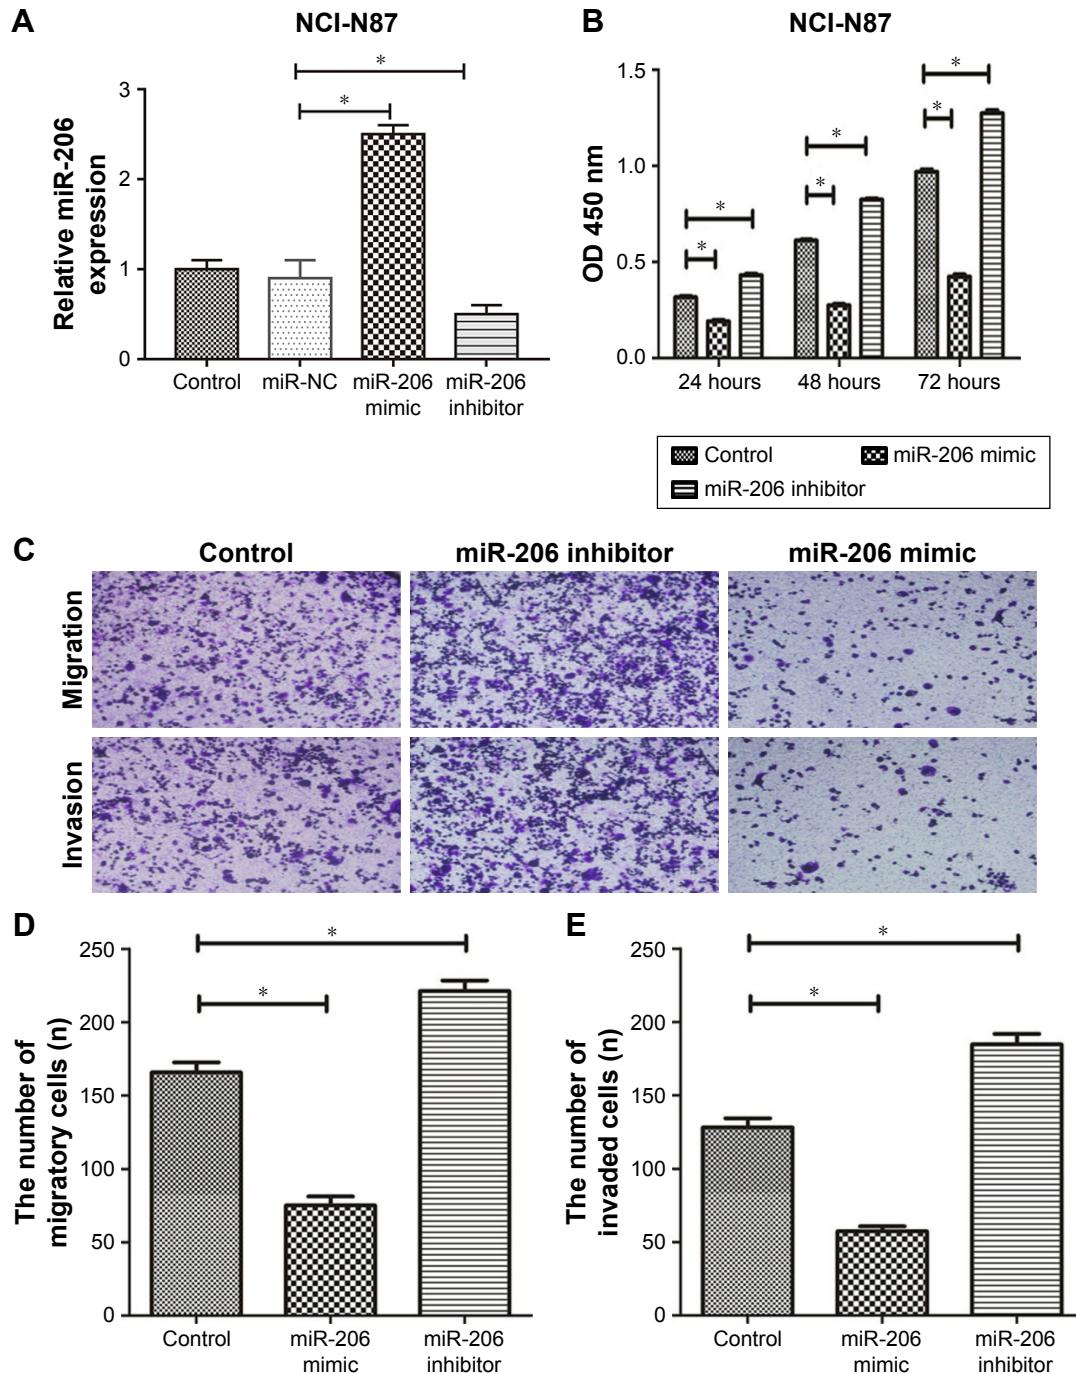 A
NCI-N87
Relative miR-206
expression
3
2
1
0
*
*
Control
miR-NC
miR-206
mimic
miR-206
inhibitor
B
NCI-N87
OD 450 nm
1.5
1.0
0.5
0.0
*
*
*
*
*
*
24 hours
48 hours
72 hours
Control
miR-206 mimic
miR-206 inhibitor
C
Control
miR-206 inhibitor
miR-206 mimic
Migration
Invasion
D
The number of
migratory cells (n)
250
200
150
100
50
0
*
*
Control
miR-206
mimic
miR-206
inhibitor
E
The number of
invaded cells (n)
250
200
150
100
50
0
*
*
Control
miR-206
mimic
miR-206
inhibitor